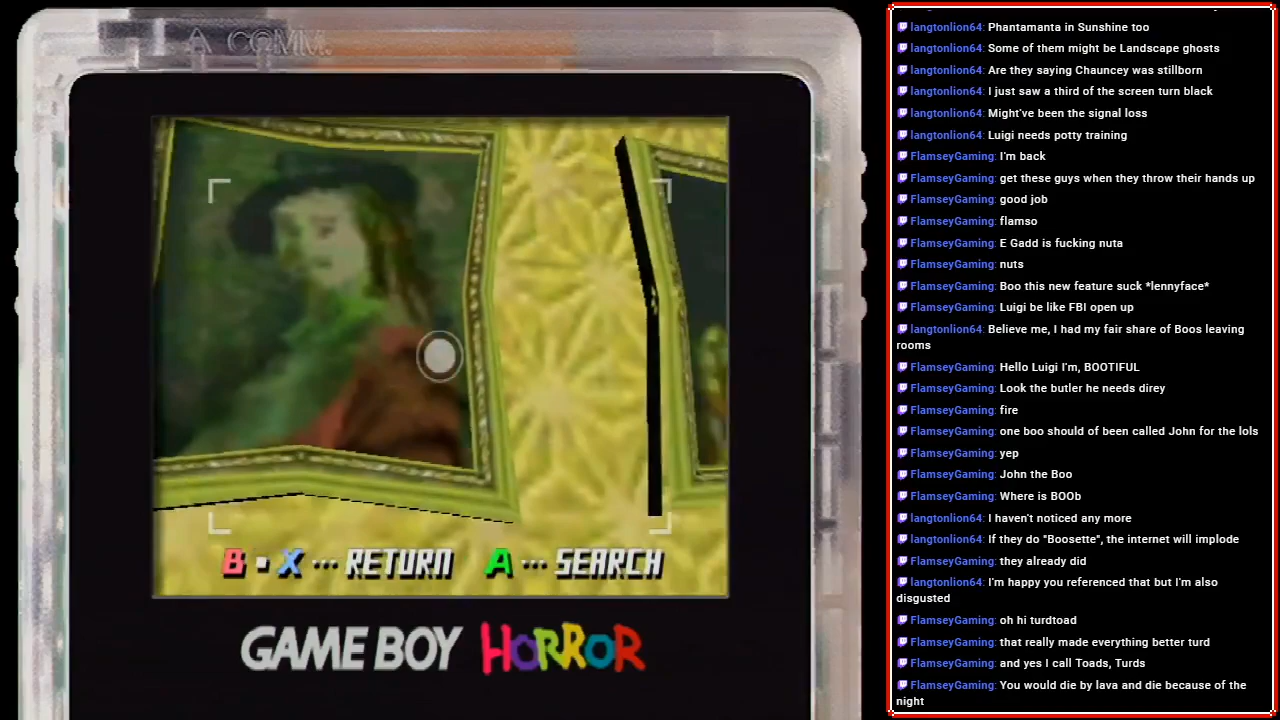 A COMM.
B · X ··· RETURN A ··· SEARCH
GAME BOY HORROR
langtonlion64: Phantamanta in Sunshine too
langtonlion64: Some of them might be Landscape ghosts
langtonlion64: Are they saying Chauncey was stillborn
langtonlion64: I just saw a third of the screen turn black
langtonlion64: Might've been the signal loss
langtonlion64: Luigi needs potty training
FlamseyGaming: I'm back
FlamseyGaming: get these guys when they throw their hands up
FlamseyGaming: good job
FlamseyGaming: flamso
FlamseyGaming: E Gadd is fucking nuta
FlamseyGaming: nuts
FlamseyGaming: Boo this new feature suck *lennyface*
FlamseyGaming: Luigi be like FBI open up
langtonlion64: Believe me, I had my fair share of Boos leaving
rooms
FlamseyGaming: Hello Luigi I'm, BOOTIFUL
FlamseyGaming: Look the butler he needs direy
FlamseyGaming: fire
FlamseyGaming: one boo should of been called John for the lols
FlamseyGaming: yep
FlamseyGaming: John the Boo
FlamseyGaming: Where is BOOb
langtonlion64: I haven't noticed any more
langtonlion64: If they do "Boosette", the internet will implode
FlamseyGaming: they already did
langtonlion64: I'm happy you referenced that but I'm also
disgusted
FlamseyGaming: oh hi turdtoad
FlamseyGaming: that really made everything better turd
FlamseyGaming: and yes I call Toads, Turds
FlamseyGaming: You would die by lava and die because of the
night